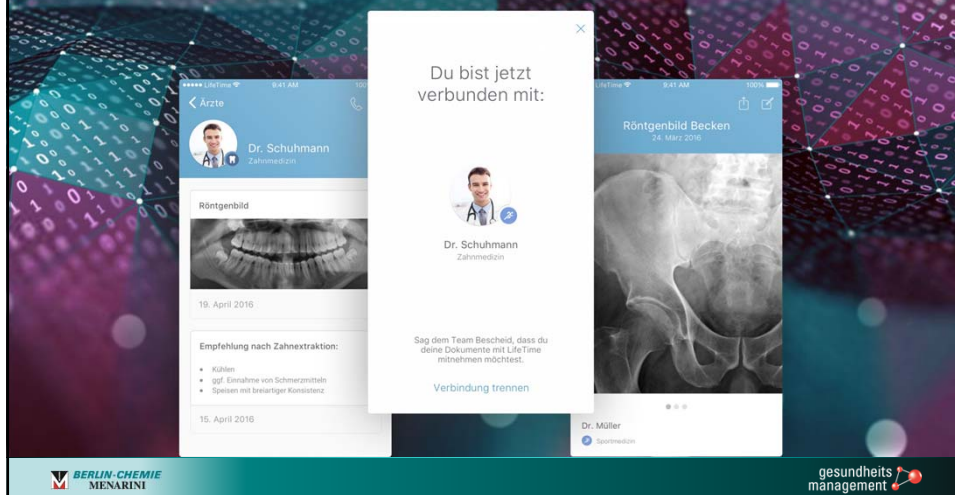 ●●●●● LifeTime 9:41 AM 100
Ärzte
Dr. Schuhmann
Zahnmedizin
Röntgenbild
19. April 2016
Empfehlung nach Zahnextraktion:
• Kühlen
• ggf. Einnahme von Schmerzmitteln
• Speisen mit breiartiger Konsistenz
15. April 2016
Du bist jetzt
verbunden mit:
Dr. Schuhmann
Zahnmedizin
Sag dem Team Bescheid, dass du
deine Dokumente mit LifeTime
mitnehmen möchtest.
Verbindung trennen
LifeTime 9:41 AM 100%
Röntgenbild Becken
24. März 2016
Dr. Müller
Sportmedizin
BERLIN-CHEMIE
MENARINI
gesundheits
management